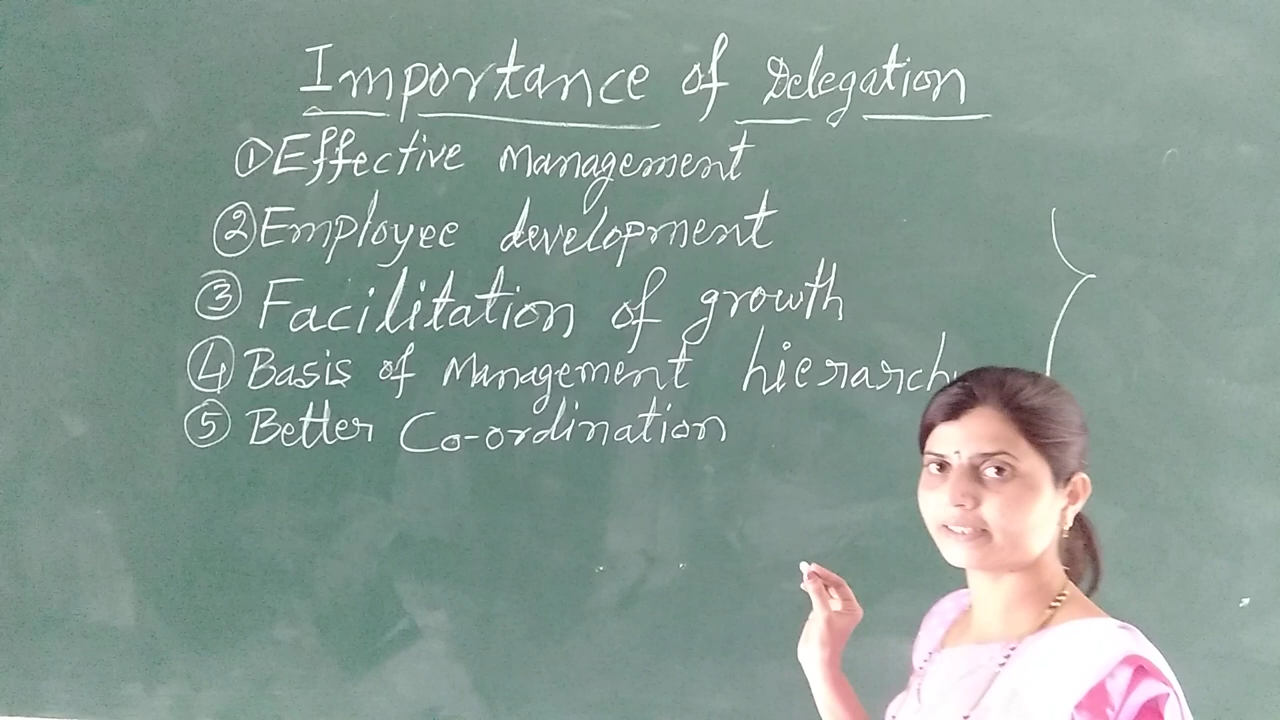 Importance of Delegation
① Effective Management
② Employee development
③ Facilitation of growth
④ Basis of Management hierarch
⑤ Better Co-ordination